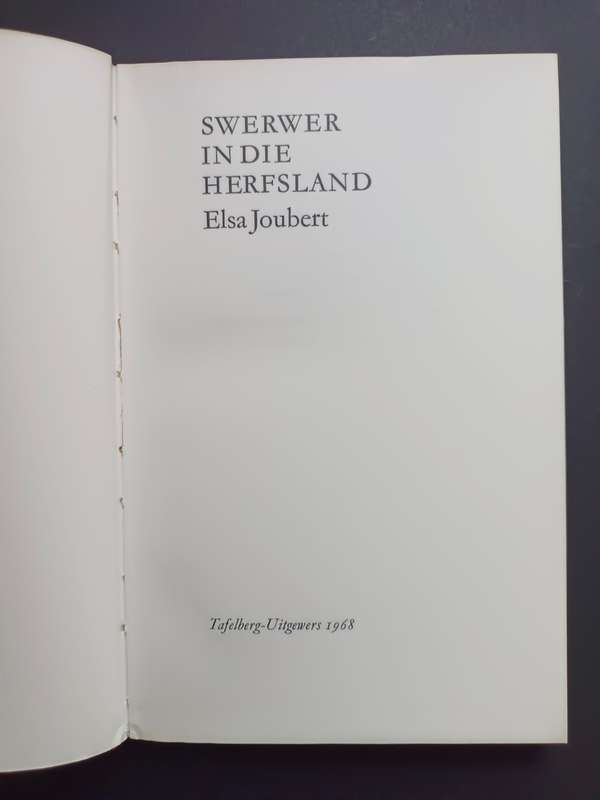 SWERWER
IN DIE
HERFSLAND
Elsa Joubert
Tafelberg-Uitgewers 1968